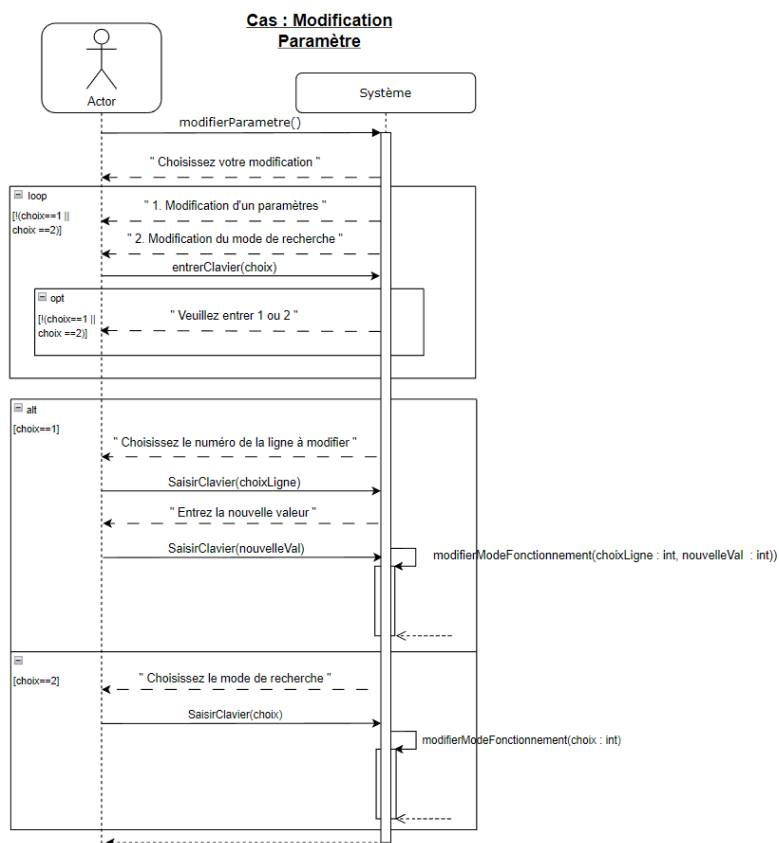 Cas : Modification
Paramètre
Actor
Système
modifierParametre()
" Choisissez votre modification "
loop
[!(choix==1 ||
choix ==2)]
" 1. Modification d'un paramètres "
" 2. Modification du mode de recherche "
entrerClavier(choix)
opt
[!(choix==1 ||
choix ==2)]
" Veuillez entrer 1 ou 2 "
alt
[choix==1]
" Choisissez le numéro de la ligne à modifier "
SaisirClavier(choixLigne)
" Entrez la nouvelle valeur "
SaisirClavier(nouvelleVal)
modifierModeFonctionnement(choixLigne : int, nouvelleVal : int))
[choix==2]
" Choisissez le mode de recherche "
SaisirClavier(choix)
modifierModeFonctionnement(choix : int)